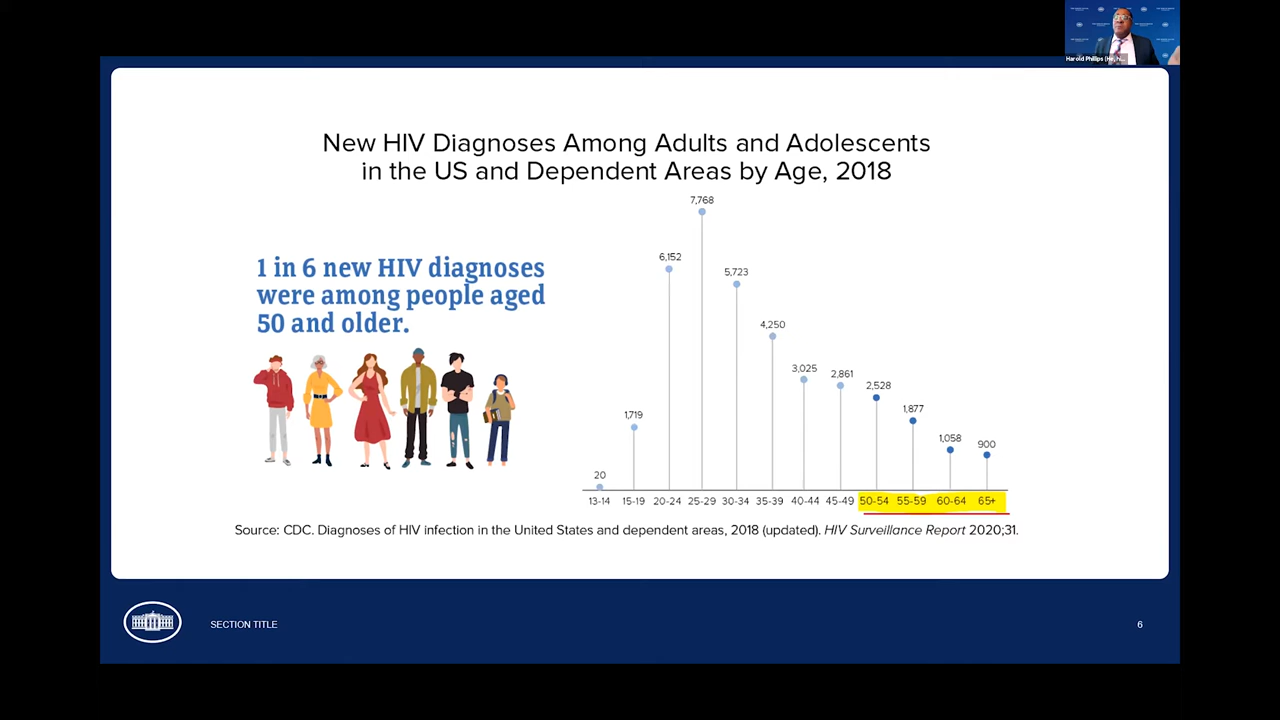 Harold Phillips (He, hi...
New HIV Diagnoses Among Adults and Adolescents
in the US and Dependent Areas by Age, 2018
1 in 6 new HIV diagnoses
were among people aged
50 and older.
7,768
6,152
5,723
4,250
3,025
2,861
2,528
1,877
1,719
1,058
900
20
13-14 15-19 20-24 25-29 30-34 35-39 40-44 45-49 50-54 55-59 60-64 65+
Source: CDC. Diagnoses of HIV infection in the United States and dependent areas, 2018 (updated). HIV Surveillance Report 2020;31.
SECTION TITLE
6